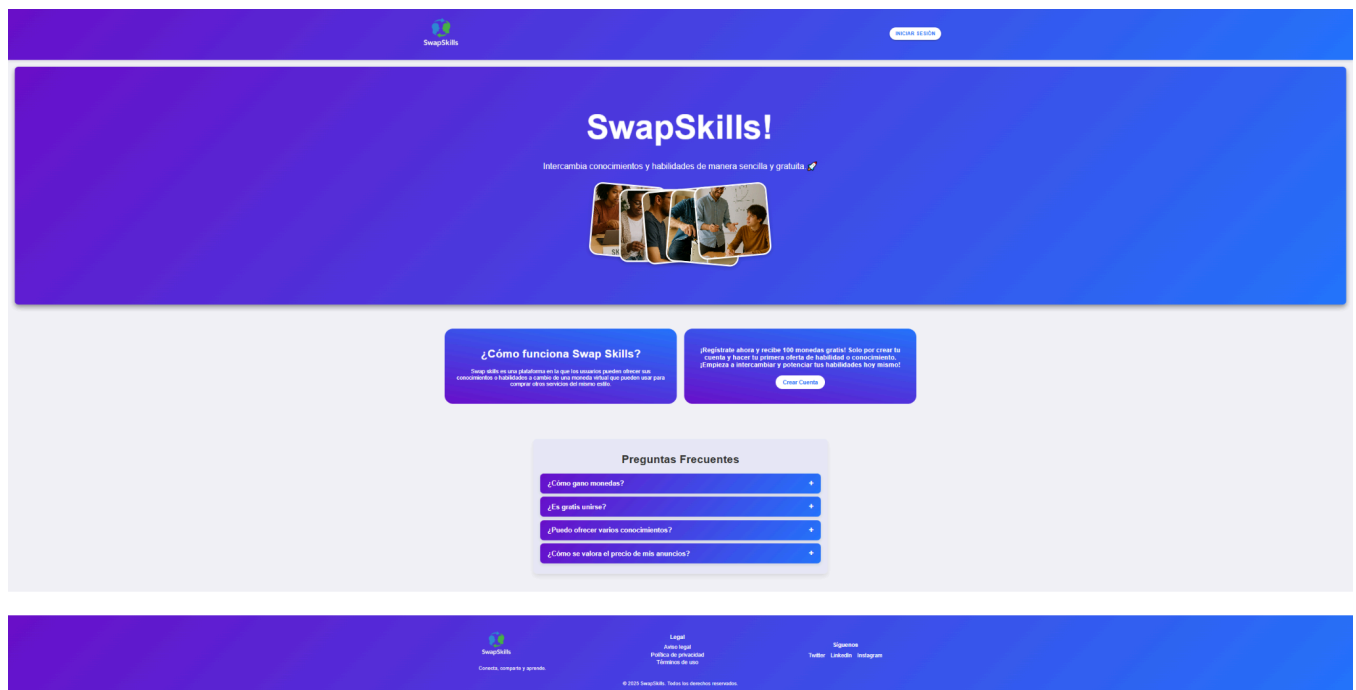 SwapSkills
INICIAR SESIÓN
SwapSkills!
Intercambia conocimientos y habilidades de manera sencilla y gratuita. 🚀
¿Cómo funciona Swap Skills?
Swap skills es una plataforma en la que los usuarios pueden ofrecer sus
conocimientos o habilidades a cambio de una moneda virtual que pueden usar para
comprar otros servicios del mismo estilo.
¡Regístrate ahora y recibe 100 monedas gratis! Solo por crear tu
cuenta y hacer tu primera oferta de habilidad o conocimiento.
¡Empieza a intercambiar y potenciar tus habilidades hoy mismo!
Crear Cuenta
Preguntas Frecuentes
¿Cómo gano monedas? +
¿Es gratis unirse? +
¿Puedo ofrecer varios conocimientos? +
¿Cómo se valora el precio de mis anuncios? +
SwapSkills
Conecta, comparte y aprende.
Legal
Aviso legal
Política de privacidad
Términos de uso
Síguenos
Twitter LinkedIn Instagram
© 2025 SwapSkills. Todos los derechos reservados.